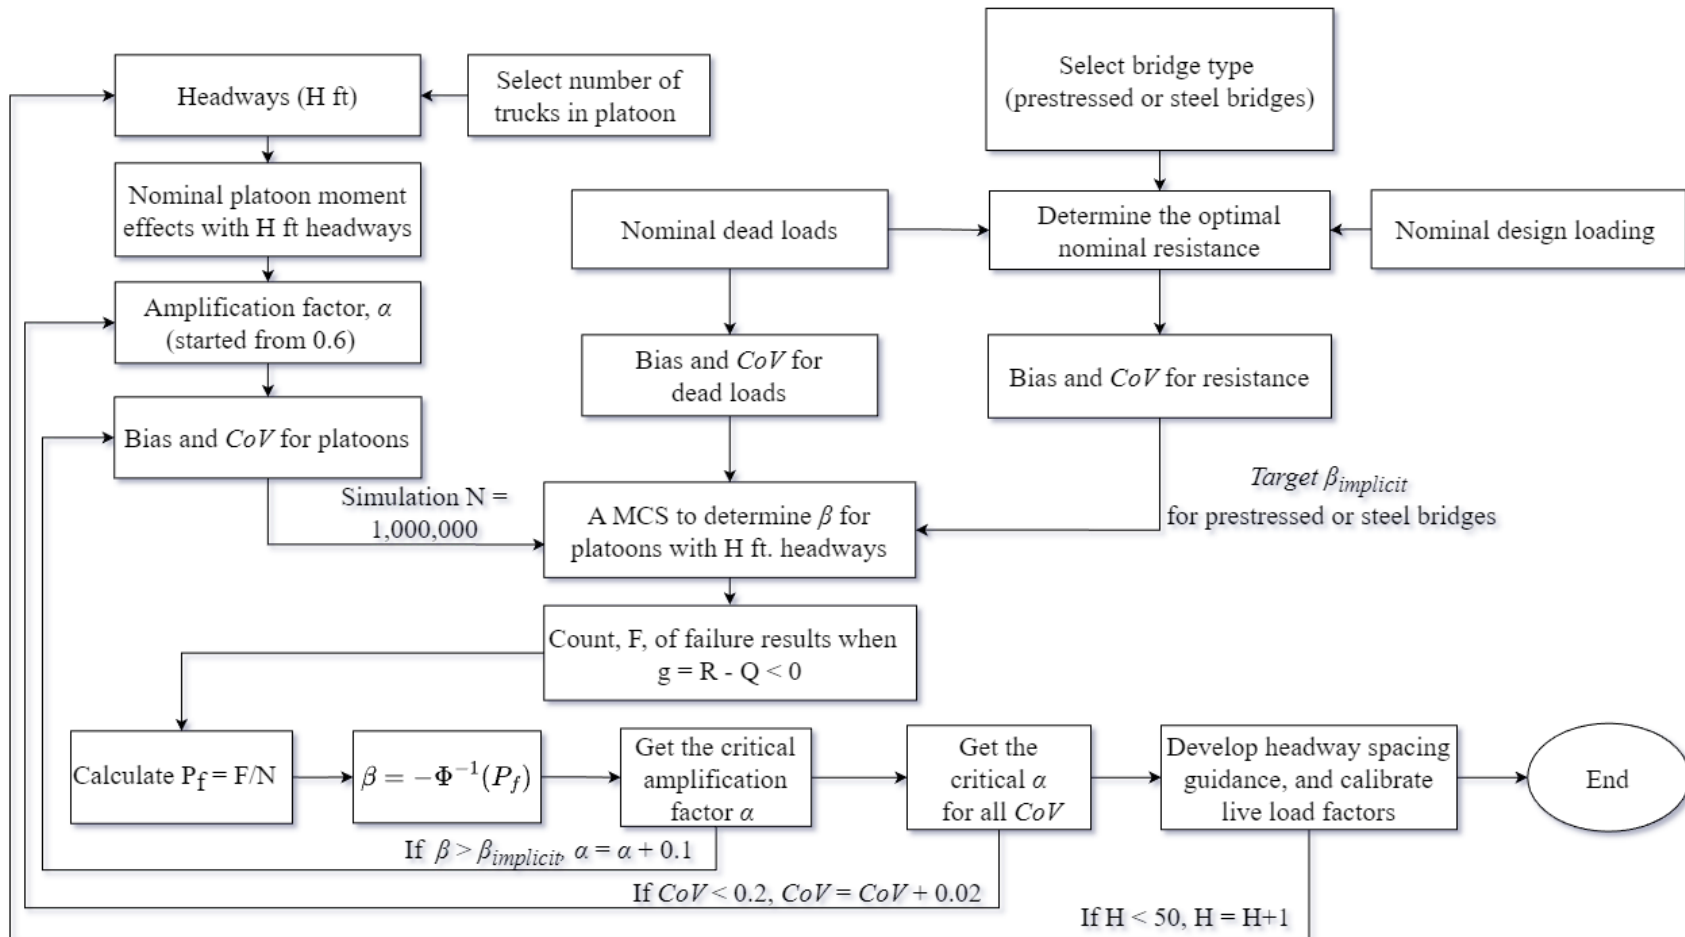 Headways (H ft)
Select number of
trucks in platoon
Select bridge type
(prestressed or steel bridges)
Nominal platoon moment
effects with H ft headways
Nominal dead loads
Determine the optimal
nominal resistance
Nominal design loading
Amplification factor, α
(started from 0.6)
Bias and CoV for
dead loads
Bias and CoV for resistance
Bias and CoV for platoons
Simulation N =
1,000,000
A MCS to determine β for
platoons with H ft. headways
Target β_implicit
for prestressed or steel bridges
Count, F, of failure results when
g = R - Q < 0
Calculate P_f = F/N
β = −Φ⁻¹(P_f)
Get the critical
amplification
factor α
Get the
critical α
for all CoV
Develop headway spacing
guidance, and calibrate
live load factors
End
If β > β_implicit, α = α + 0.1
If CoV < 0.2, CoV = CoV + 0.02
If H < 50, H = H+1